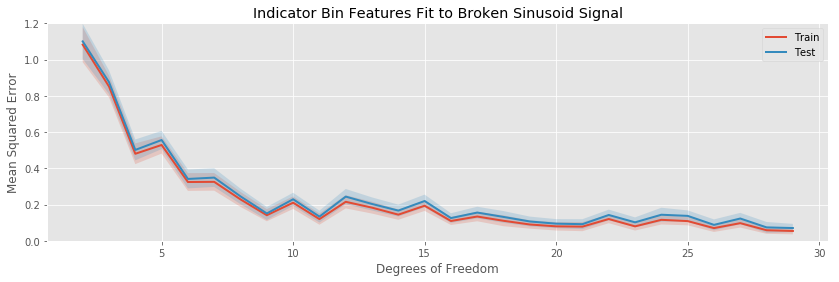 Indicator Bin Features Fit to Broken Sinusoid Signal
Train
Test
Mean Squared Error
1.2
1.0
0.8
0.6
0.4
0.2
0.0
5
10
15
20
25
30
Degrees of Freedom